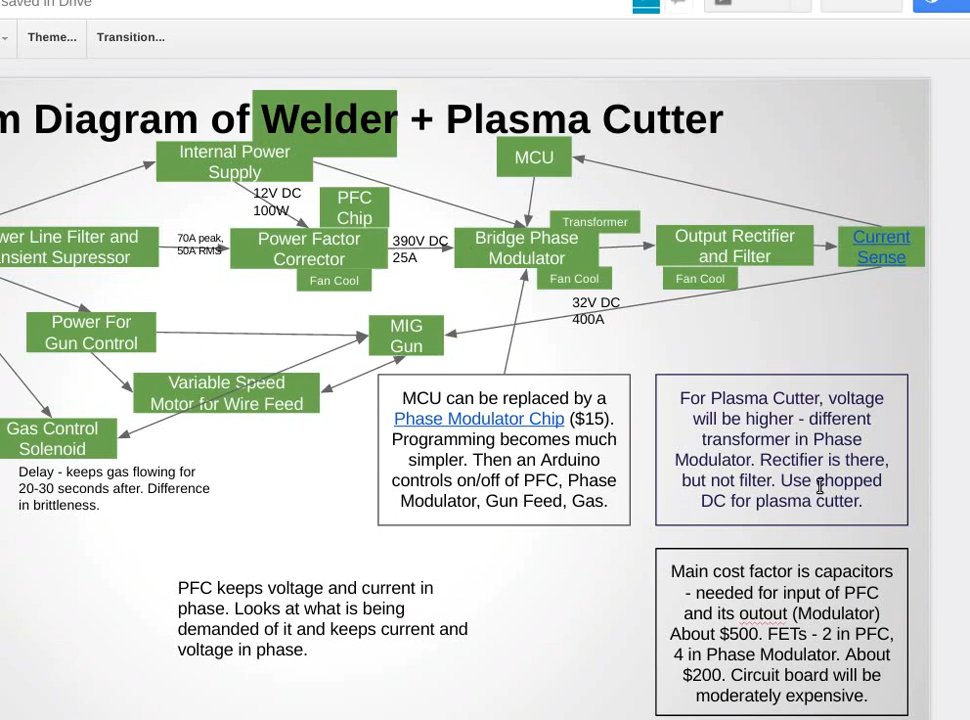 saved in Drive
Theme...
Transition...
m Diagram of Welder + Plasma Cutter
Internal Power
Supply
MCU
12V DC
100W
PFC
Chip
Transformer
wer Line Filter and
ansient Supressor
70A peak,
50A RMS
Power Factor
Corrector
390V DC
25A
Bridge Phase
Modulator
Output Rectifier
and Filter
Current
Sense
Fan Cool
Fan Cool
Fan Cool
32V DC
400A
Power For
Gun Control
MIG
Gun
Variable Speed
Motor for Wire Feed
Gas Control
Solenoid
Delay - keeps gas flowing for
20-30 seconds after. Difference
in brittleness.
MCU can be replaced by a
Phase Modulator Chip ($15).
Programming becomes much
simpler. Then an Arduino
controls on/off of PFC, Phase
Modulator, Gun Feed, Gas.
For Plasma Cutter, voltage
will be higher - different
transformer in Phase
Modulator. Rectifier is there,
but not filter. Use chopped
DC for plasma cutter.
PFC keeps voltage and current in
phase. Looks at what is being
demanded of it and keeps current and
voltage in phase.
Main cost factor is capacitors
- needed for input of PFC
and its outout (Modulator)
About $500. FETs - 2 in PFC,
4 in Phase Modulator. About
$200. Circuit board will be
moderately expensive.